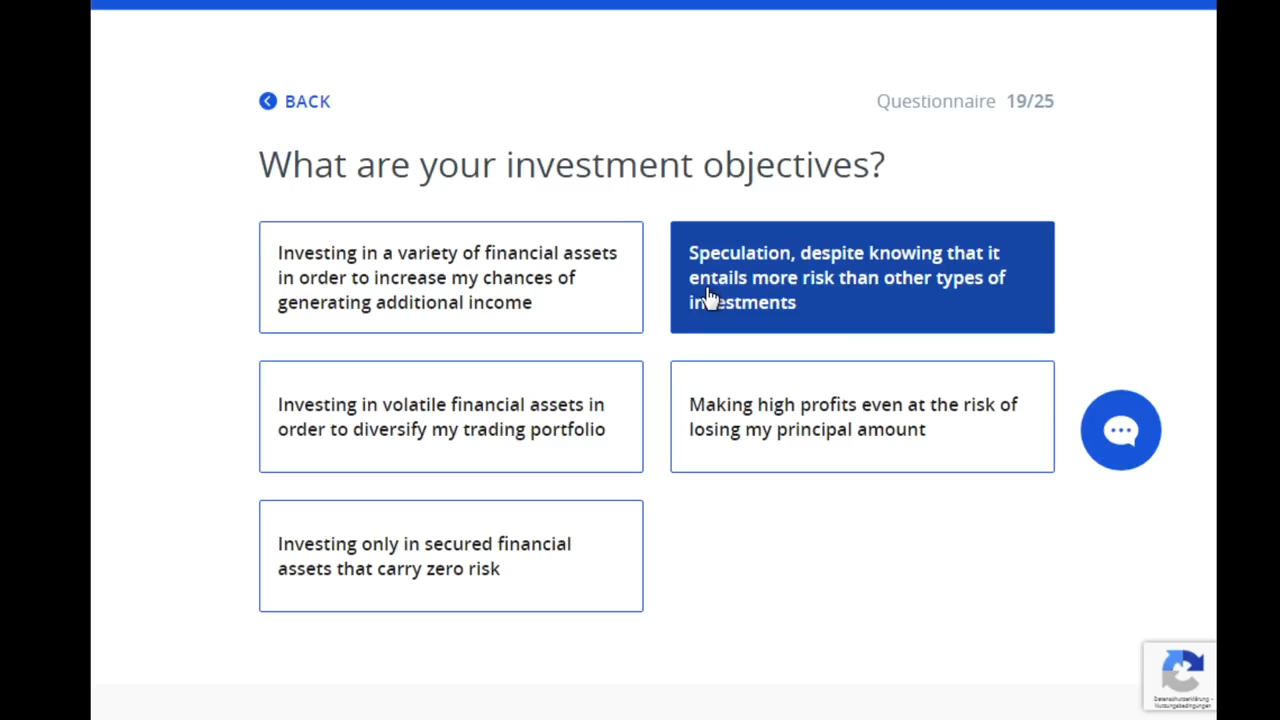 BACK
Questionnaire 19/25
What are your investment objectives?
Investing in a variety of financial assets
in order to increase my chances of
generating additional income
Speculation, despite knowing that it
entails more risk than other types of
investments
Investing in volatile financial assets in
order to diversify my trading portfolio
Making high profits even at the risk of
losing my principal amount
Investing only in secured financial
assets that carry zero risk
Datenschutzerklärung -
Nutzungsbedingungen